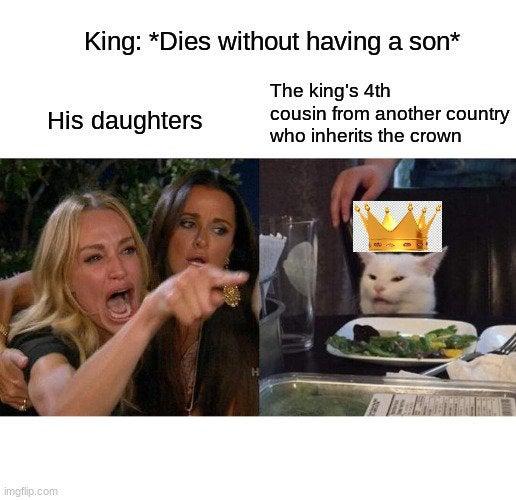 King: *Dies without having a son*
His daughters
The king's 4th
cousin from another country
who inherits the crown
imgflip.com